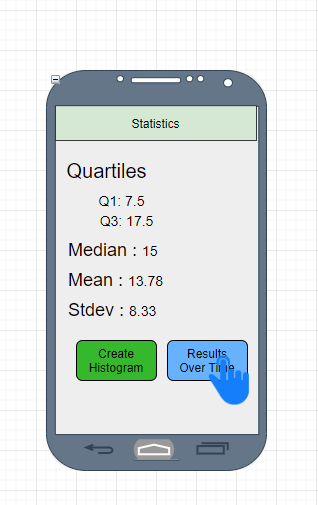 Statistics
Quartiles
Q1: 7.5
Q3: 17.5
Median : 15
Mean : 13.78
Stdev : 8.33
Create
Histogram
Results
Over Time